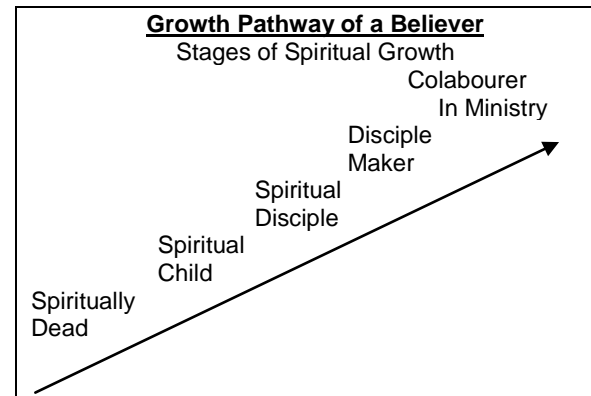 Growth Pathway of a Believer
Stages of Spiritual Growth
Colabourer
In Ministry
Disciple
Maker
Spiritual
Disciple
Spiritual
Child
Spiritually
Dead